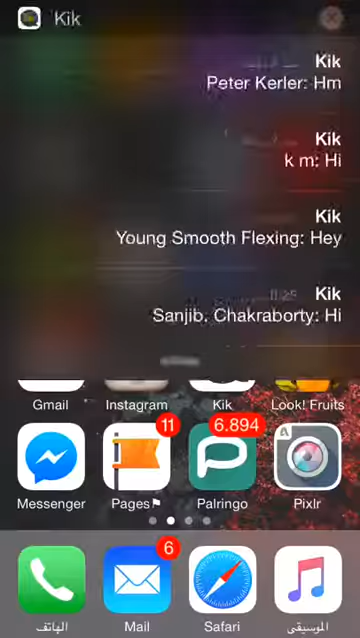 Kik
Kik
Peter Kerler: Hm
Kik
k m: Hi
Kik
Young Smooth Flexing: Hey
Kik
Sanjib. Chakraborty: Hi
Gmail
Instagram
Kik
Look! Fruits
11
6.894
Messenger
Pages
Palringo
Pixlr
6
الهاتف
Mail
Safari
الموسيقى